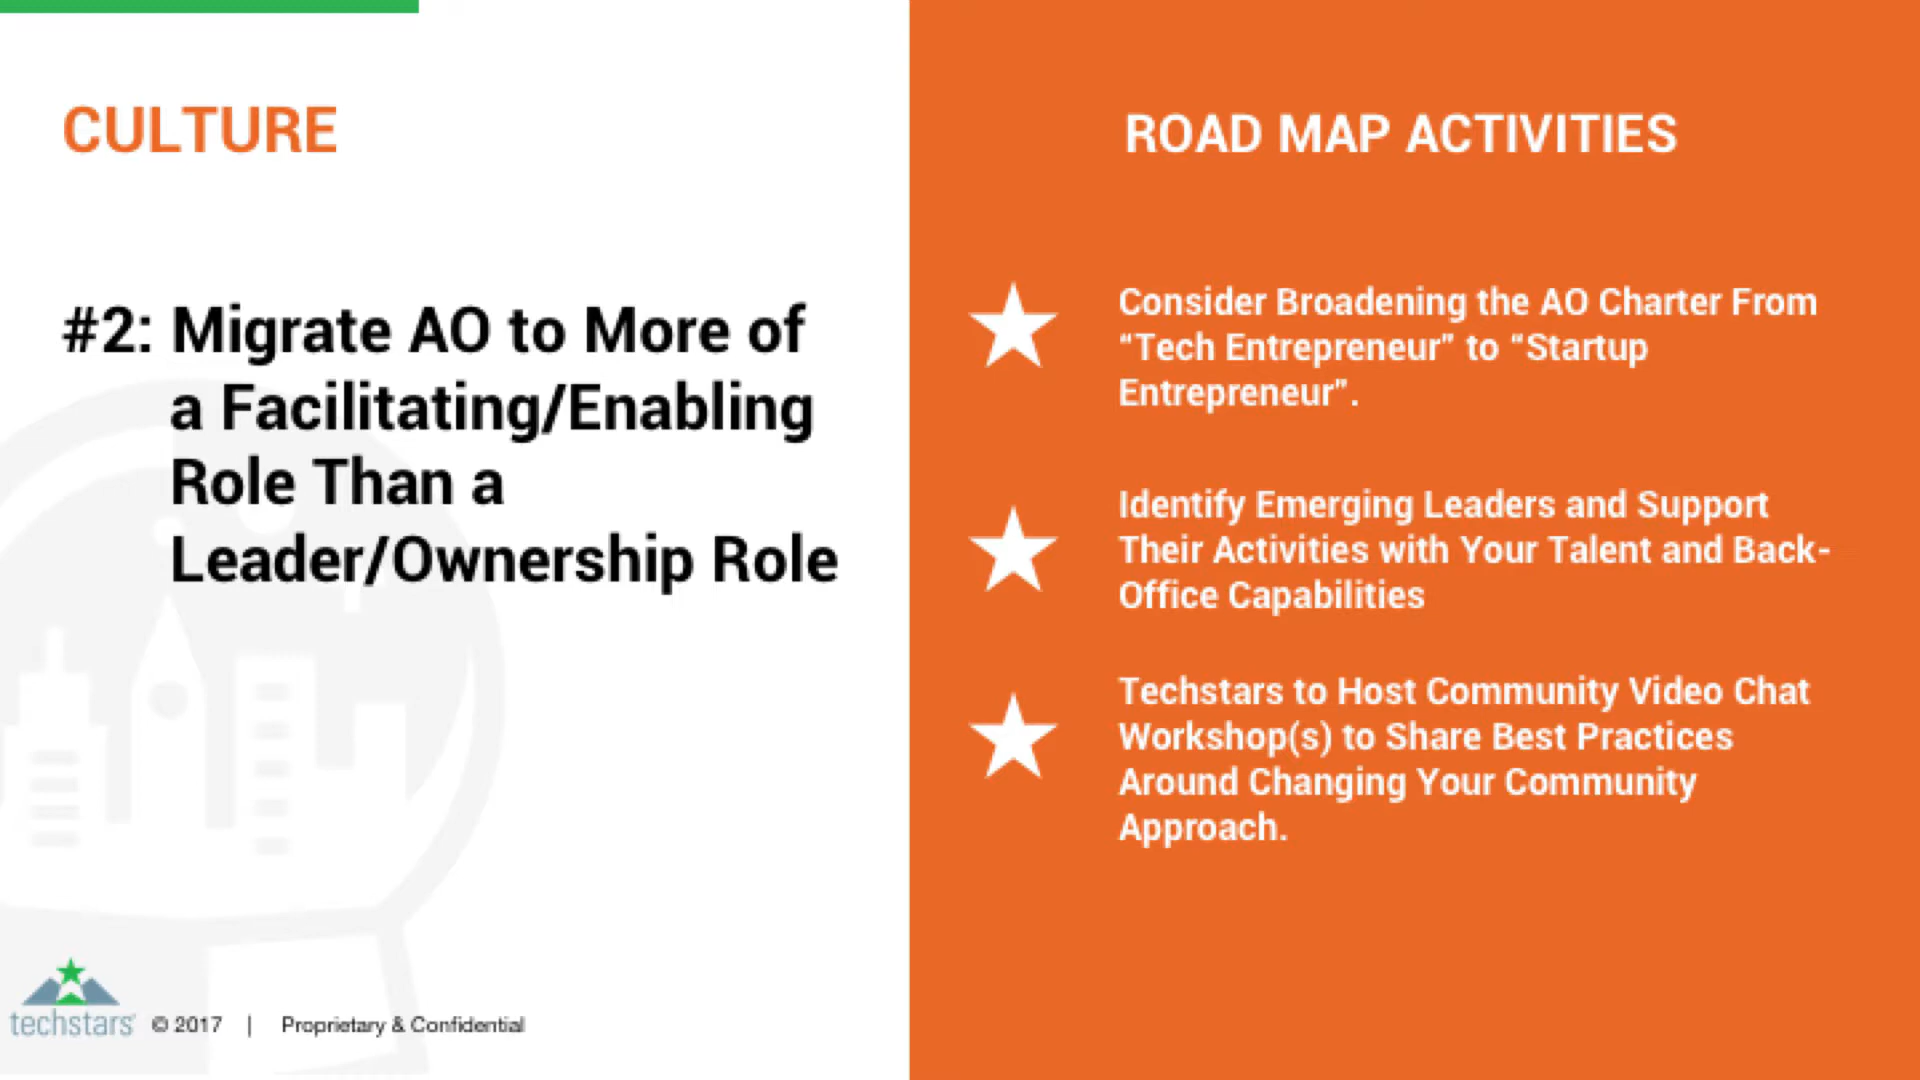 CULTURE
#2: Migrate AO to More of
a Facilitating/Enabling
Role Than a
Leader/Ownership Role
ROAD MAP ACTIVITIES
Consider Broadening the AO Charter From
“Tech Entrepreneur” to “Startup
Entrepreneur”.
Identify Emerging Leaders and Support
Their Activities with Your Talent and Back-
Office Capabilities
Techstars to Host Community Video Chat
Workshop(s) to Share Best Practices
Around Changing Your Community
Approach.
techstars © 2017 | Proprietary & Confidential